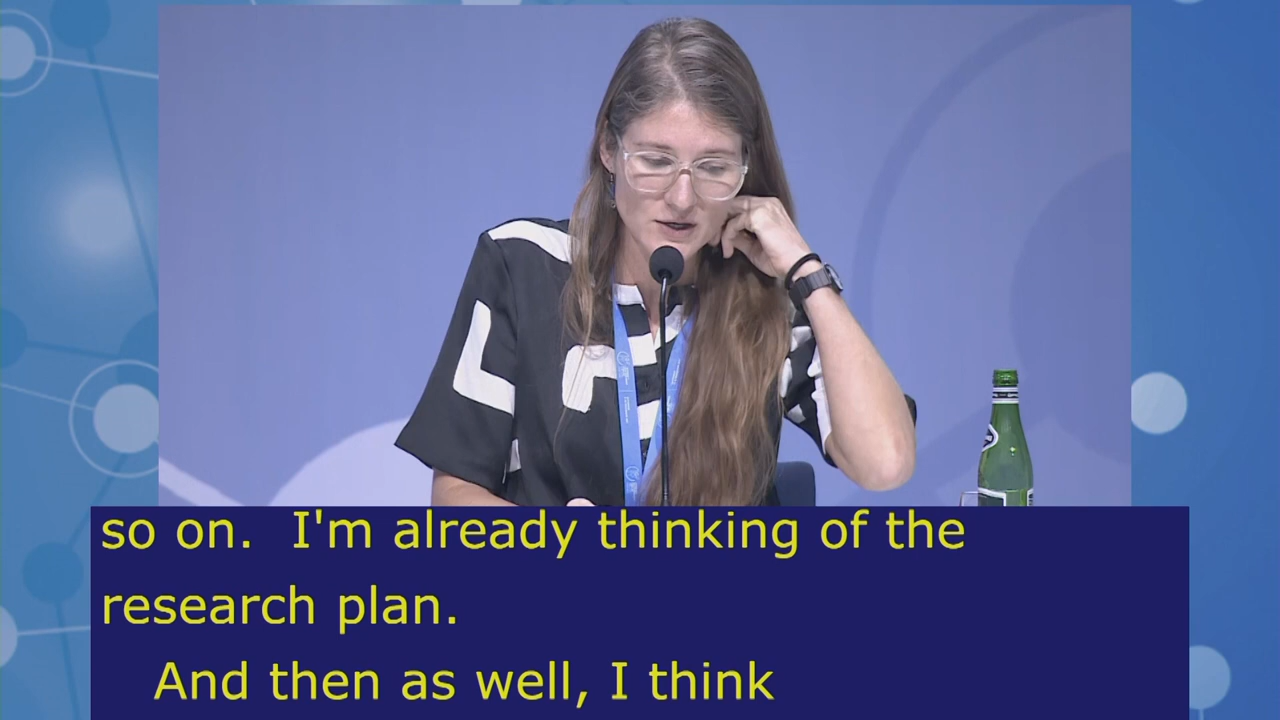 so on.  I'm already thinking of the
research plan.
And then as well, I think